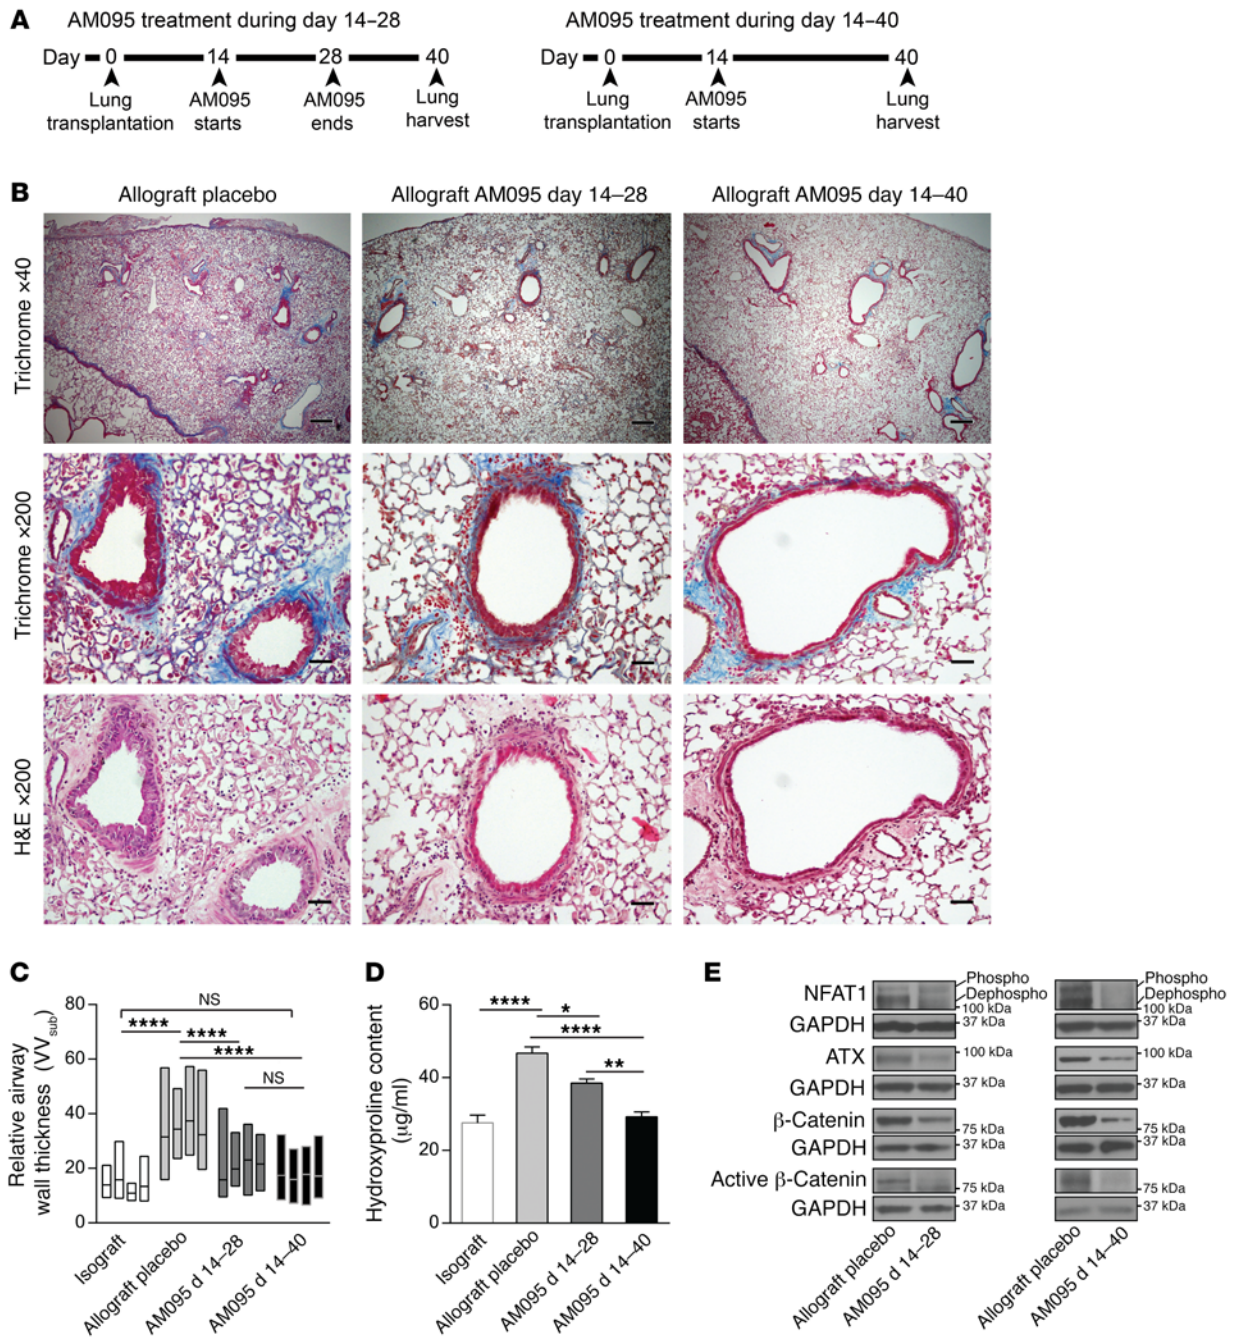 A
AM095 treatment during day 14–28
AM095 treatment during day 14–40
Day 0 14 28 40
Day 0 14 40
Lung transplantation
AM095 starts
AM095 ends
Lung harvest
Lung transplantation
AM095 starts
Lung harvest
B
Allograft placebo
Allograft AM095 day 14–28
Allograft AM095 day 14–40
Trichrome ×40
Trichrome ×200
H&E ×200
C
Relative airway
wall thickness (VVsub)
80
60
40
20
0
NS
****
****
****
NS
Isograft
Allograft placebo
AM095 d 14–28
AM095 d 14–40
D
Hydroxyproline content
(µg/ml)
60
40
20
0
****
*
****
**
Isograft
Allograft placebo
AM095 d 14–28
AM095 d 14–40
E
NFAT1
Phospho
Dephospho
100 kDa
Phospho
Dephospho
100 kDa
GAPDH
37 kDa
37 kDa
ATX
100 kDa
100 kDa
GAPDH
37 kDa
37 kDa
β-Catenin
75 kDa
75 kDa
GAPDH
37 kDa
37 kDa
Active β-Catenin
75 kDa
75 kDa
GAPDH
37 kDa
37 kDa
Allograft placebo
AM095 d 14–28
Allograft placebo
AM095 d 14–40